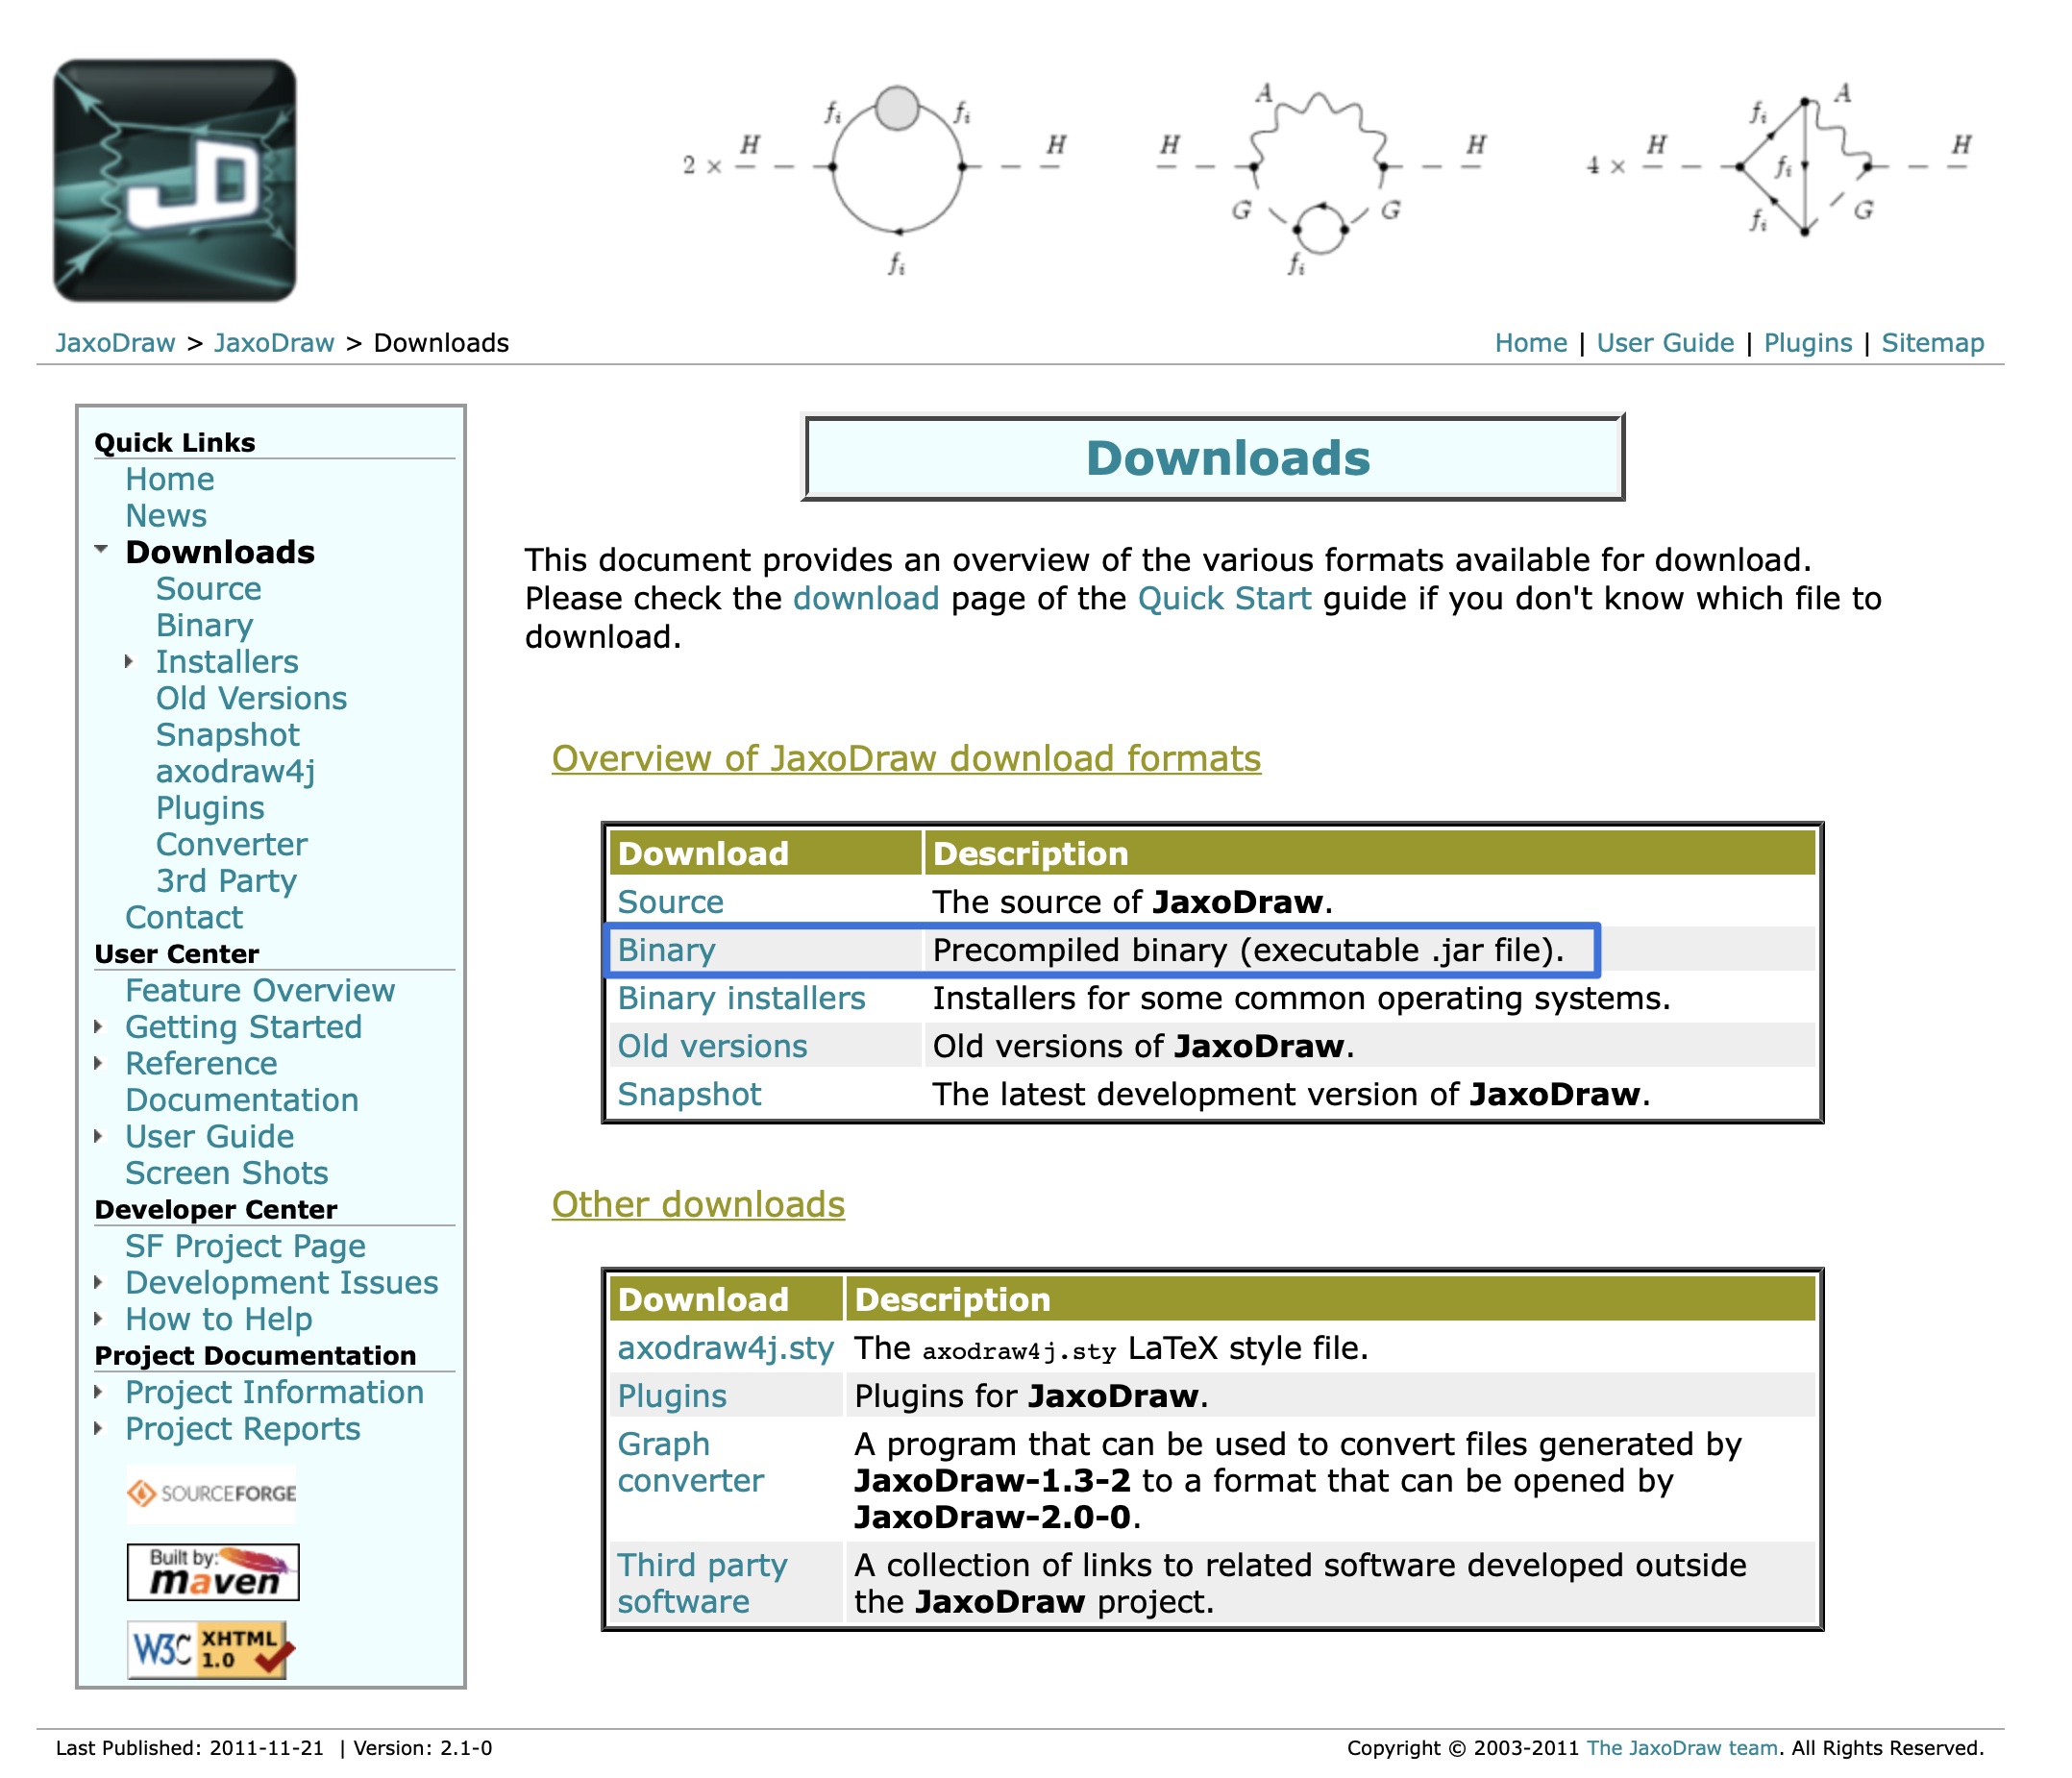 JD
2 × H f_i f_i H f_i
H A H G G f_i
4 × H f_i A f_i H f_i G
JaxoDraw > JaxoDraw > Downloads
Home | User Guide | Plugins | Sitemap
Quick Links
Home
News
Downloads
Source
Binary
Installers
Old Versions
Snapshot
axodraw4j
Plugins
Converter
3rd Party
Contact
User Center
Feature Overview
Getting Started
Reference
Documentation
User Guide
Screen Shots
Developer Center
SF Project Page
Development Issues
How to Help
Project Documentation
Project Information
Project Reports
SOURCEFORGE
Built by:
maven
W3C XHTML
1.0
Downloads
This document provides an overview of the various formats available for download.
Please check the download page of the Quick Start guide if you don't know which file to
download.
Overview of JaxoDraw download formats
Download Description
Source The source of JaxoDraw.
Binary Precompiled binary (executable .jar file).
Binary installers Installers for some common operating systems.
Old versions Old versions of JaxoDraw.
Snapshot The latest development version of JaxoDraw.
Other downloads
Download Description
axodraw4j.sty The axodraw4j.sty LaTeX style file.
Plugins Plugins for JaxoDraw.
Graph A program that can be used to convert files generated by
converter JaxoDraw-1.3-2 to a format that can be opened by
JaxoDraw-2.0-0.
Third party A collection of links to related software developed outside
software the JaxoDraw project.
Last Published: 2011-11-21 | Version: 2.1-0
Copyright © 2003-2011 The JaxoDraw team. All Rights Reserved.